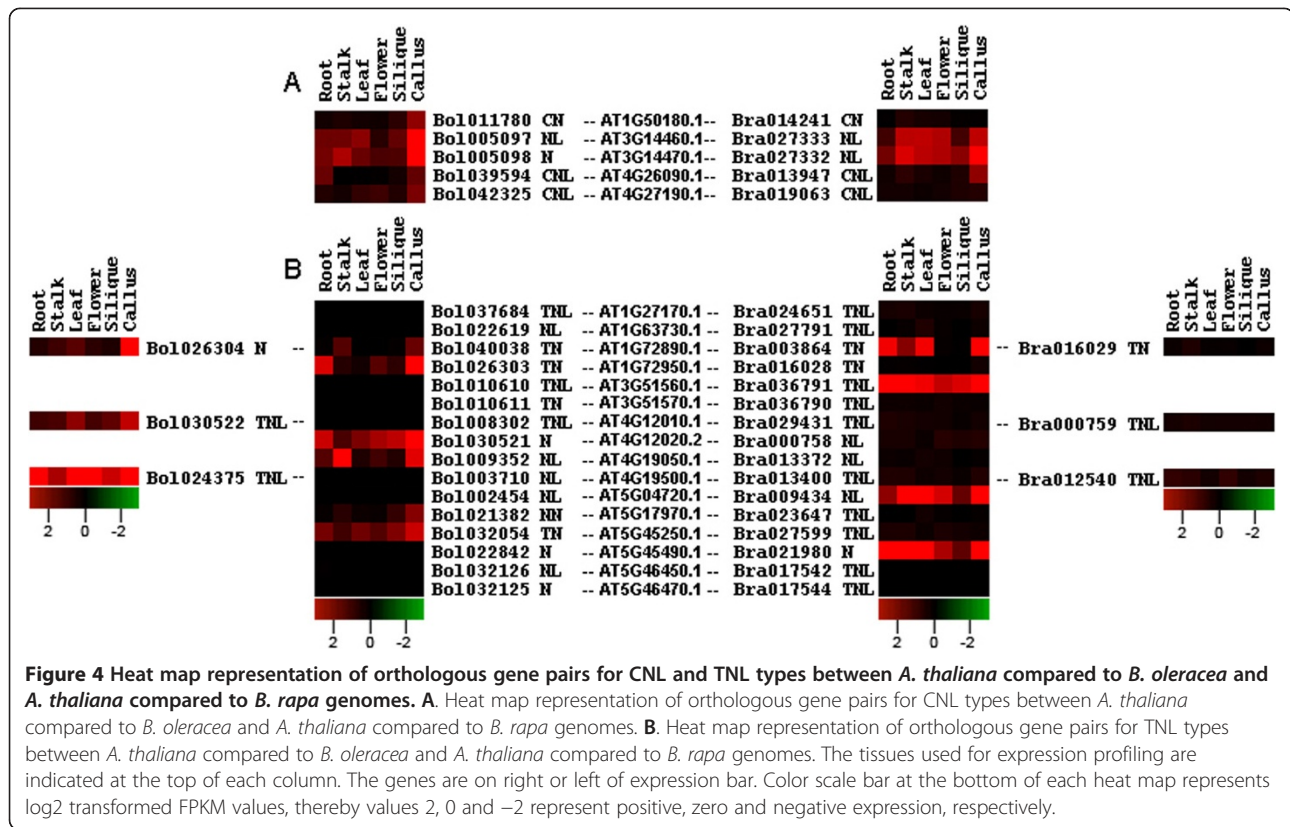 A
Root Stalk Leaf Flower Silique Callus
Root Stalk Leaf Flower Silique Callus
Bol011780 CN -- AT1G50180.1-- Bra014241 CN
Bol005097 NL -- AT3G14460.1-- Bra027333 NL
Bol005098 N -- AT3G14470.1-- Bra027332 NL
Bol039594 CNL -- AT4G26090.1-- Bra013947 CNL
Bol042325 CNL -- AT4G27190.1-- Bra019063 CNL
B
Root Stalk Leaf Flower Silique Callus
Root Stalk Leaf Flower Silique Callus
Root Stalk Leaf Flower Silique Callus
Root Stalk Leaf Flower Silique Callus
Bol037684 TNL -- AT1G27170.1 -- Bra024651 TNL
Bol022619 NL -- AT1G63730.1-- Bra027791 TNL
Bol026304 N -- Bol040038 TN -- AT1G72890.1 -- Bra003864 TN -- Bra016029 TN
Bol026303 TN -- AT1G72950.1 -- Bra016028 TN
Bol010610 TNL -- AT3G51560.1 -- Bra036791 TNL
Bol010611 TN -- AT3G51570.1 -- Bra036790 TNL
Bol008302 TNL -- AT4G12010.1 -- Bra029431 TNL
Bol030522 TNL -- Bol030521 N -- AT4G12020.2 -- Bra000758 NL -- Bra000759 TNL
Bol009352 NL -- AT4G19050.1 -- Bra013372 NL
Bol024375 TNL -- Bol003710 NL -- AT4G19500.1 -- Bra013400 TNL -- Bra012540 TNL
Bol002454 NL -- AT5G04720.1 -- Bra009434 NL
Bol021382 NN -- AT5G17970.1 -- Bra023647 TNL
Bol032054 TN -- AT5G45250.1 -- Bra027599 TNL
Bol022842 N -- AT5G45490.1 -- Bra021980 N
Bol032126 NL -- AT5G46450.1 -- Bra017542 TNL
Bol032125 N -- AT5G46470.1 -- Bra017544 TNL
2 0 -2
2 0 -2
2 0 -2
2 0 -2
Figure 4 Heat map representation of orthologous gene pairs for CNL and TNL types between A. thaliana compared to B. oleracea and
A. thaliana compared to B. rapa genomes. A. Heat map representation of orthologous gene pairs for CNL types between A. thaliana
compared to B. oleracea and A. thaliana compared to B. rapa genomes. B. Heat map representation of orthologous gene pairs for TNL types
between A. thaliana compared to B. oleracea and A. thaliana compared to B. rapa genomes. The tissues used for expression profiling are
indicated at the top of each column. The genes are on right or left of expression bar. Color scale bar at the bottom of each heat map represents
log2 transformed FPKM values, thereby values 2, 0 and −2 represent positive, zero and negative expression, respectively.